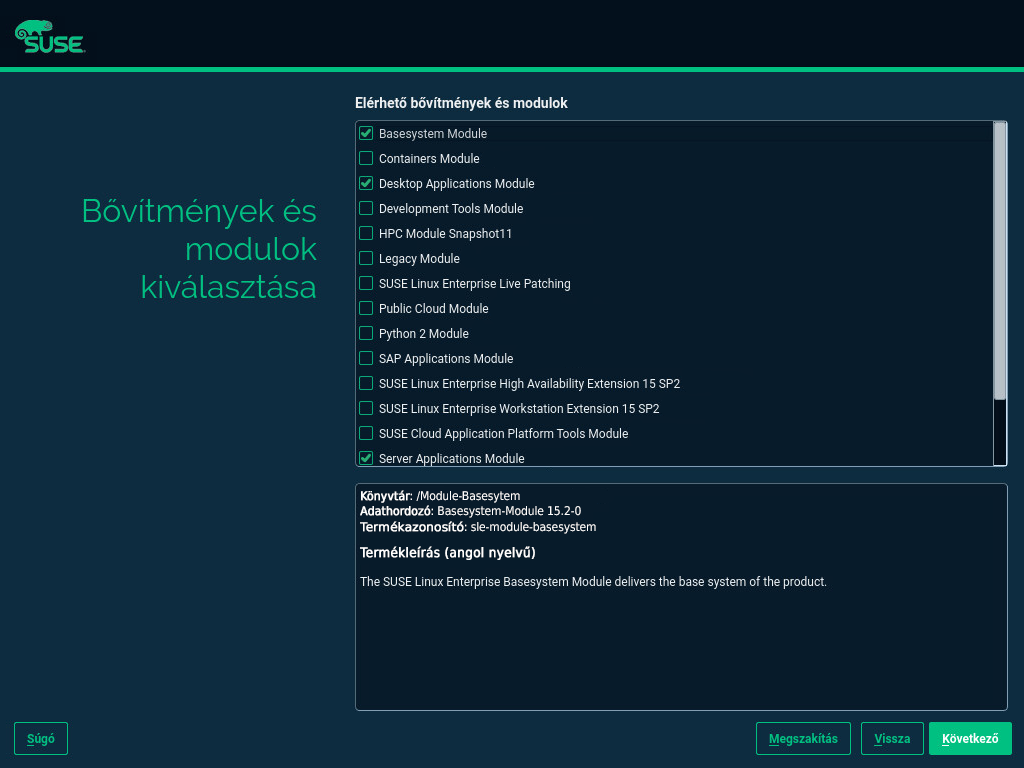 SUSE
Elérhető bővítmények és modulok
Bővítmények és
modulok
kiválasztása
Basesystem Module
Containers Module
Desktop Applications Module
Development Tools Module
HPC Module Snapshot11
Legacy Module
SUSE Linux Enterprise Live Patching
Public Cloud Module
Python 2 Module
SAP Applications Module
SUSE Linux Enterprise High Availability Extension 15 SP2
SUSE Linux Enterprise Workstation Extension 15 SP2
SUSE Cloud Application Platform Tools Module
Server Applications Module
Könyvtár: /Module-Basesytem
Adathordozó: Basesystem-Module 15.2-0
Termékazonosító: sle-module-basesystem
Termékleírás (angol nyelvű)
The SUSE Linux Enterprise Basesystem Module delivers the base system of the product.
Súgó
Megszakítás
Vissza
Következő